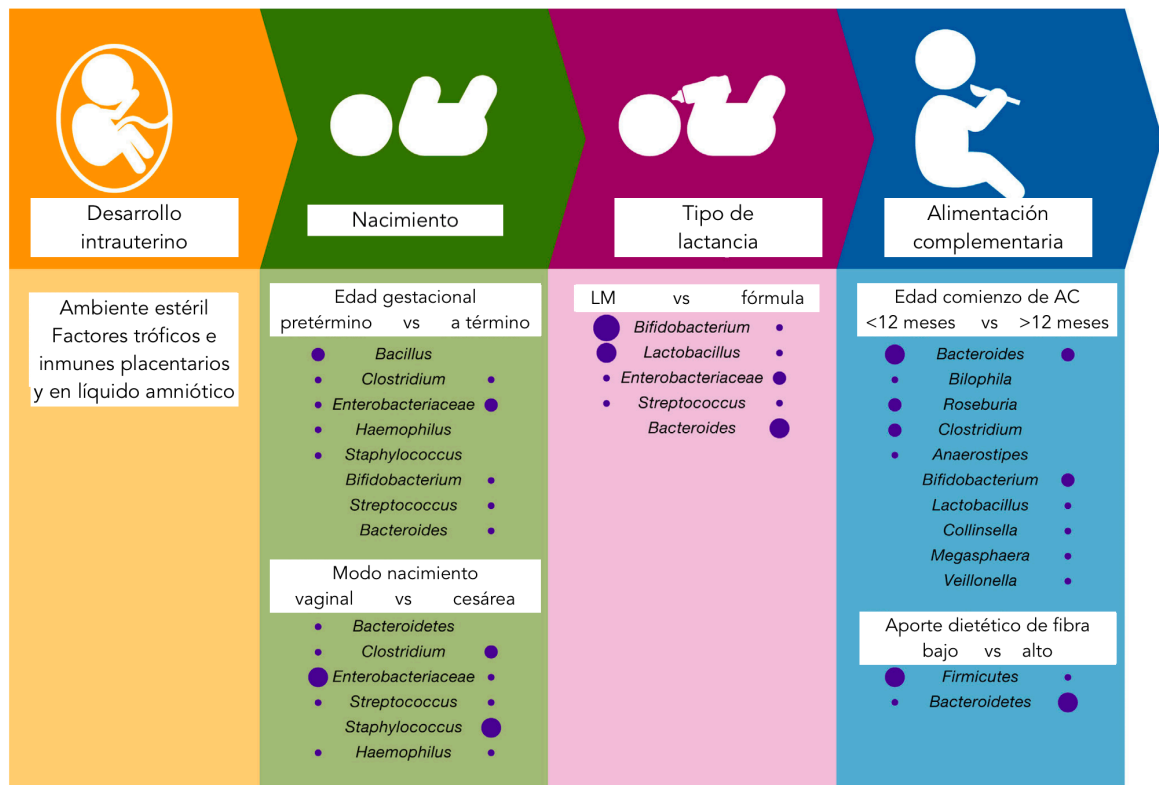 Desarrollo
intrauterino
Nacimiento
Tipo de
lactancia
Alimentación
complementaria
Ambiente estéril
Factores tróficos e
inmunes placentarios
y en líquido amniótico
Edad gestacional
pretérmino vs a término
Bacillus
Clostridium
Enterobacteriaceae
Haemophilus
Staphylococcus
Bifidobacterium
Streptococcus
Bacteroides
Modo nacimiento
vaginal vs cesárea
Bacteroidetes
Clostridium
Enterobacteriaceae
Streptococcus
Staphylococcus
Haemophilus
LM vs fórmula
Bifidobacterium
Lactobacillus
Enterobacteriaceae
Streptococcus
Bacteroides
Edad comienzo de AC
<12 meses vs >12 meses
Bacteroides
Bilophila
Roseburia
Clostridium
Anaerostipes
Bifidobacterium
Lactobacillus
Collinsella
Megasphaera
Veillonella
Aporte dietético de fibra
bajo vs alto
Firmicutes
Bacteroidetes